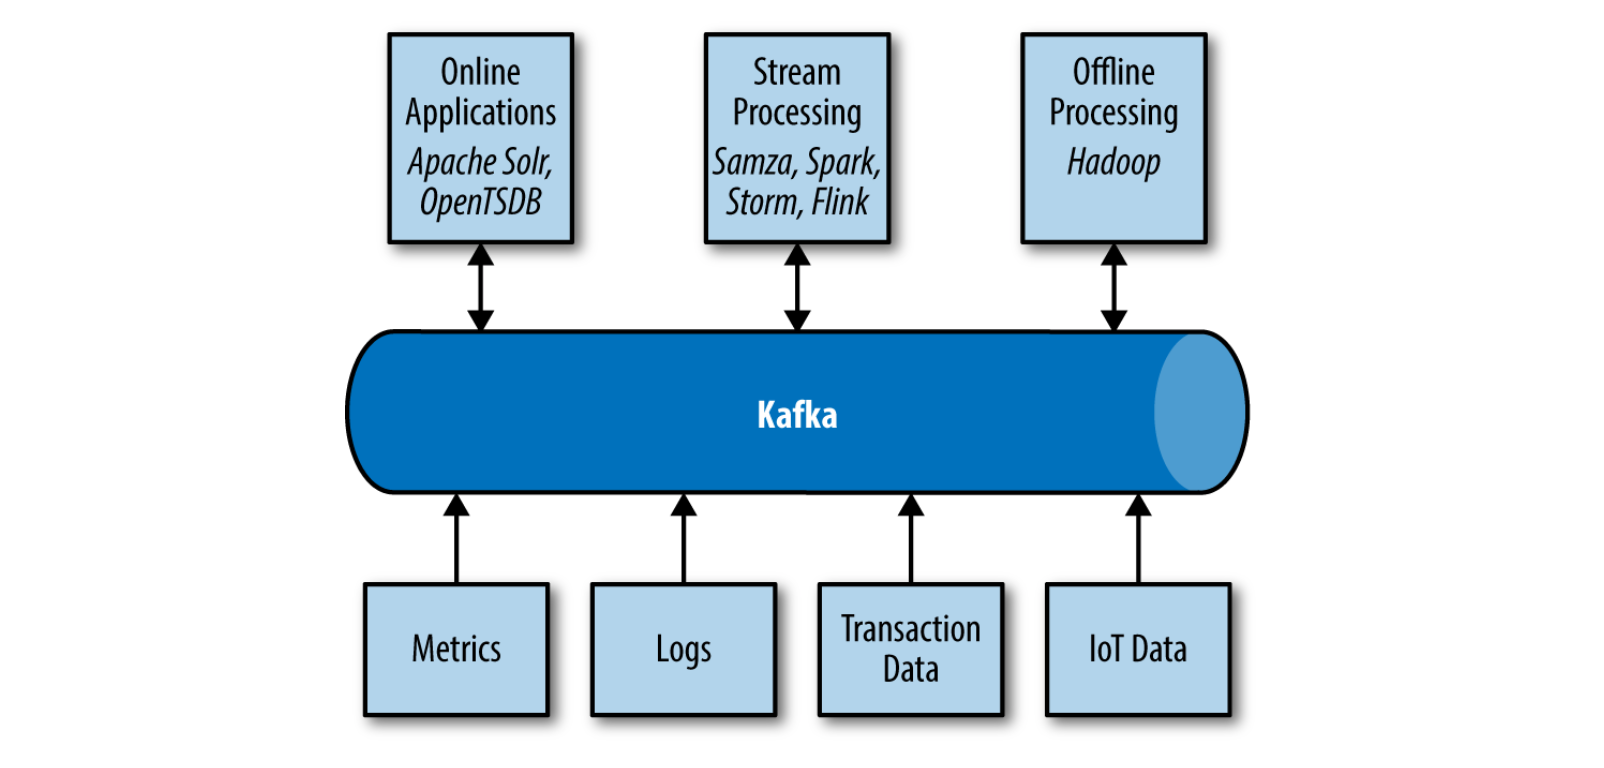 Online
Applications
Apache Solr,
OpenTSDB
Stream
Processing
Samza, Spark,
Storm, Flink
Offline
Processing
Hadoop
Kafka
Metrics
Logs
Transaction
Data
IoT Data